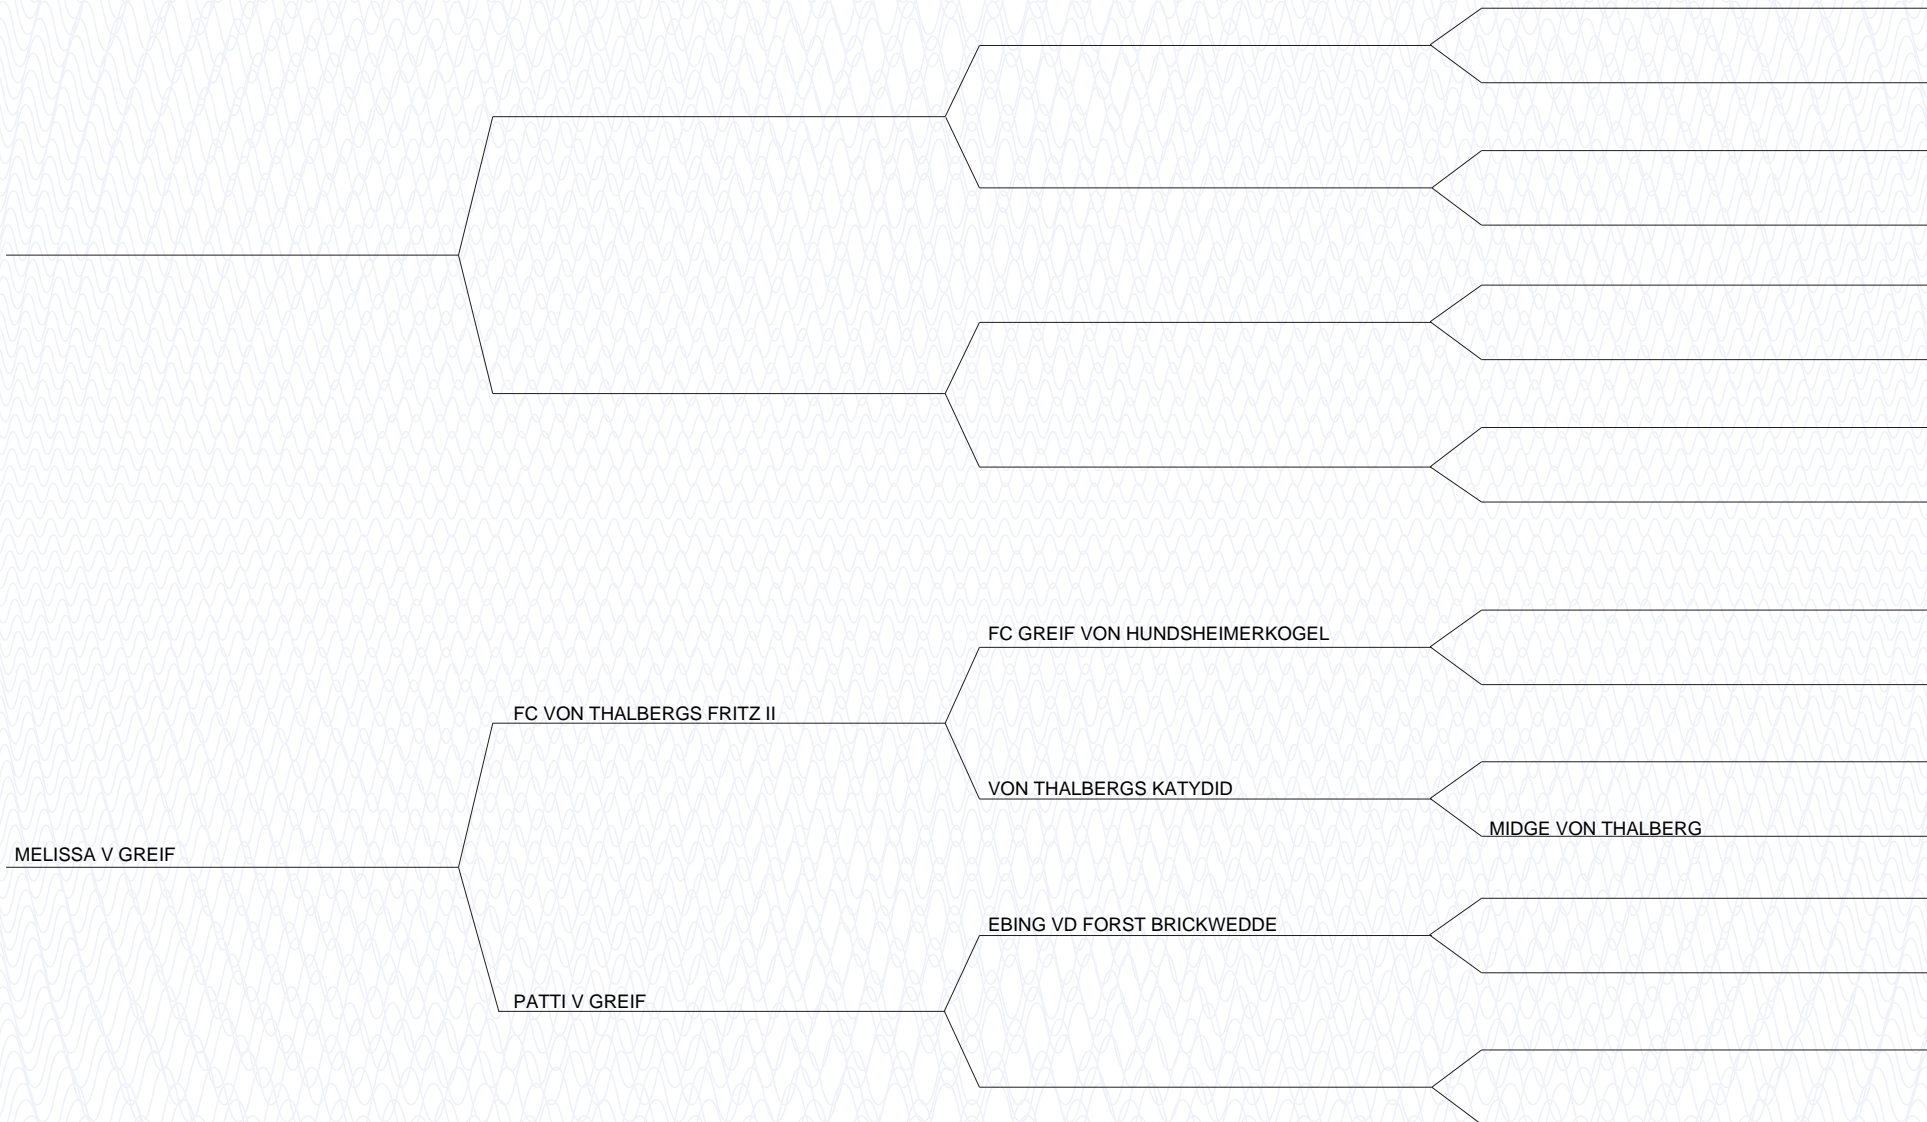 FC GREIF VON HUNDSHEIMERKOGEL
FC VON THALBERGS FRITZ II
VON THALBERGS KATYDID
MIDGE VON THALBERG
MELISSA V GREIF
EBING VD FORST BRICKWEDDE
PATTI V GREIF